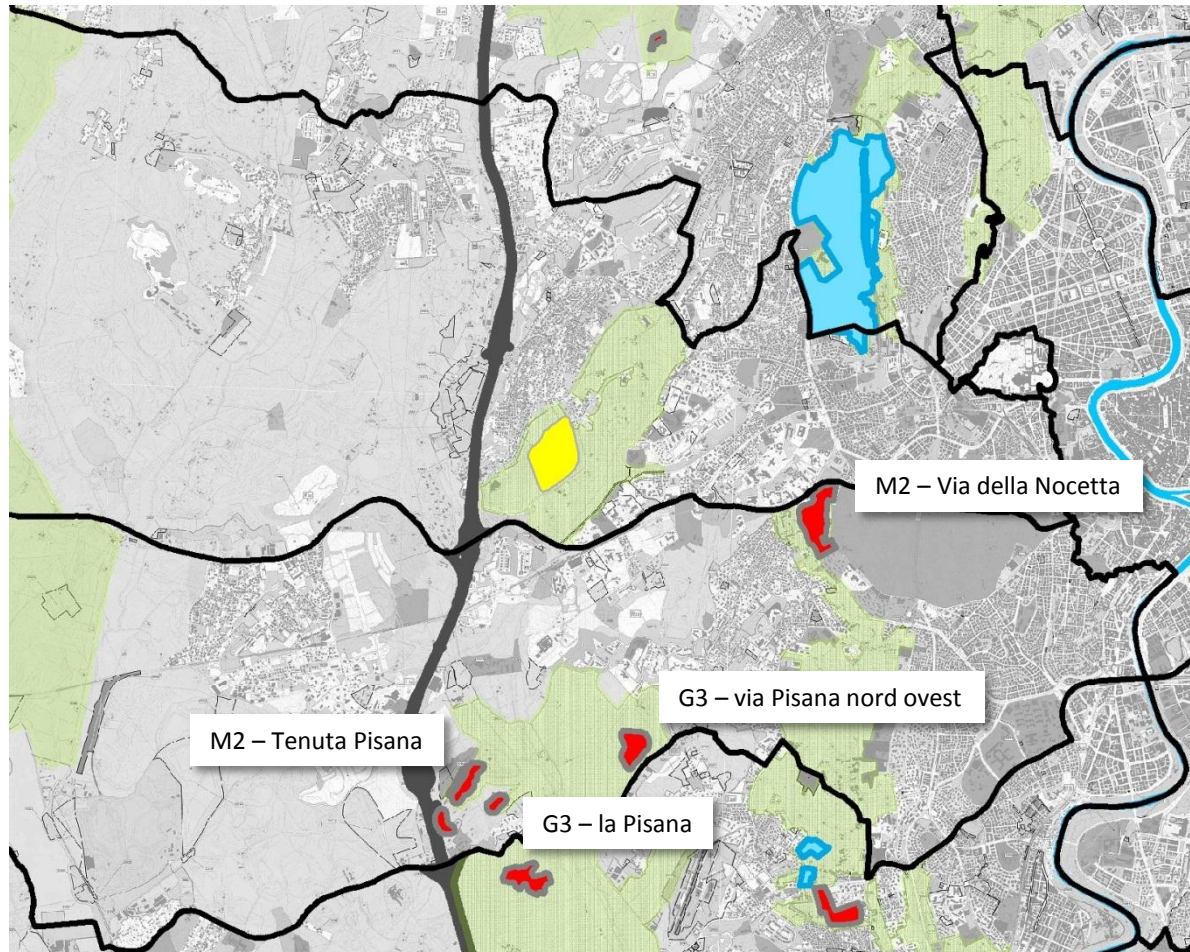 M2 – Via della Nocetta
G3 – via Pisana nord ovest
M2 – Tenuta Pisana
G3 – la Pisana